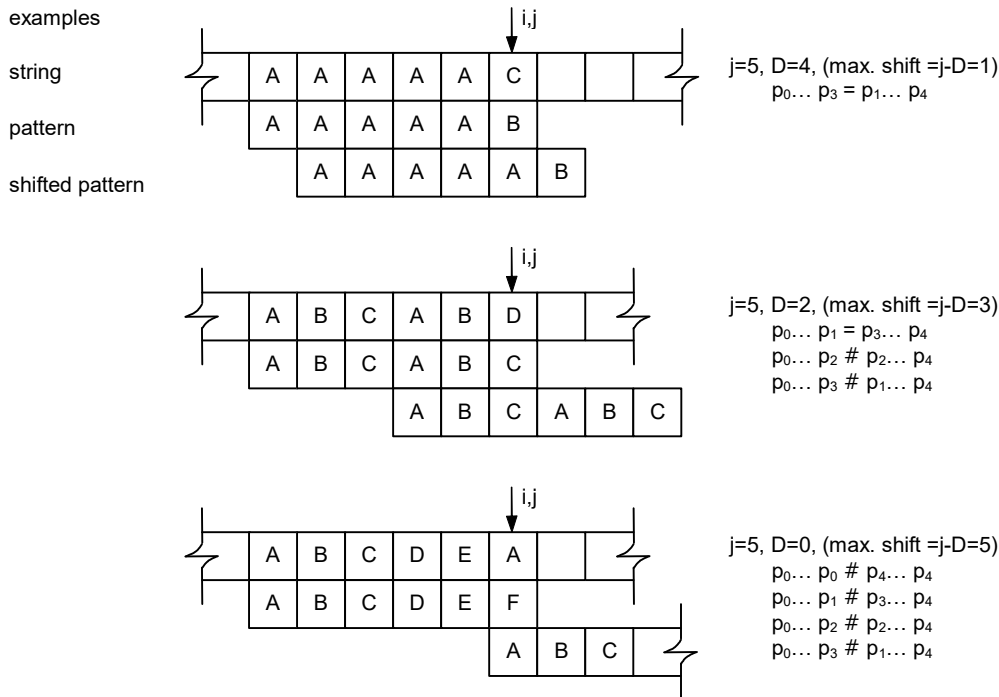 examples
i,j
string
A A A A A C
j=5, D=4, (max. shift =j-D=1)
p₀… p₃ = p₁… p₄
pattern
A A A A A B
shifted pattern
A A A A A B
i,j
A B C A B D
j=5, D=2, (max. shift =j-D=3)
p₀… p₁ = p₃… p₄
A B C A B C
p₀… p₂ # p₂… p₄
p₀… p₃ # p₁… p₄
A B C A B C
i,j
A B C D E A
j=5, D=0, (max. shift =j-D=5)
p₀… p₀ # p₄… p₄
A B C D E F
p₀… p₁ # p₃… p₄
p₀… p₂ # p₂… p₄
A B C
p₀… p₃ # p₁… p₄